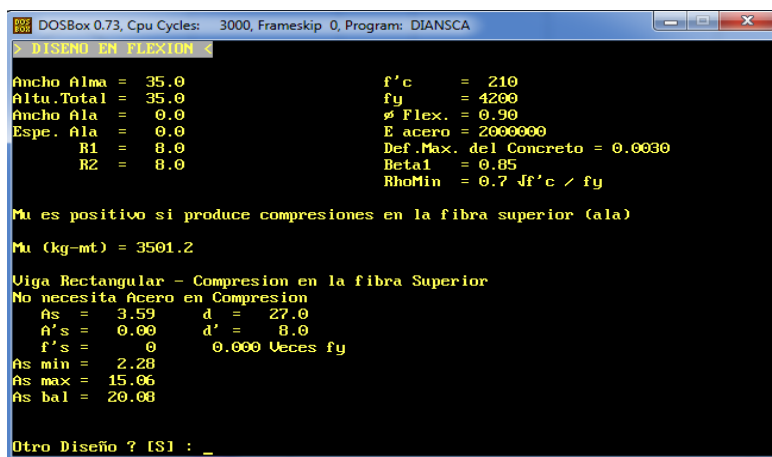 DOSBox 0.73, Cpu Cycles: 3000, Frameskip 0, Program: DIANSCA
> DISENO EN FLEXION <
Ancho Alma = 35.0 f'c = 210
Altu.Total = 35.0 fy = 4200
Ancho Ala = 0.0 ø Flex. = 0.90
Espe. Ala = 0.0 E acero = 2000000
R1 = 8.0 Def.Max. del Concreto = 0.0030
R2 = 8.0 Beta1 = 0.85
RhoMin = 0.7 √f'c / fy
Mu es positivo si produce compresiones en la fibra superior (ala)
Mu (kg-mt) = 3501.2
Viga Rectangular - Compresion en la fibra Superior
No necesita Acero en Compresion
As = 3.59 d = 27.0
A's = 0.00 d' = 8.0
f's = 0 0.000 Veces fy
As min = 2.28
As max = 15.06
As bal = 20.08
Otro Diseño ? [S] : _